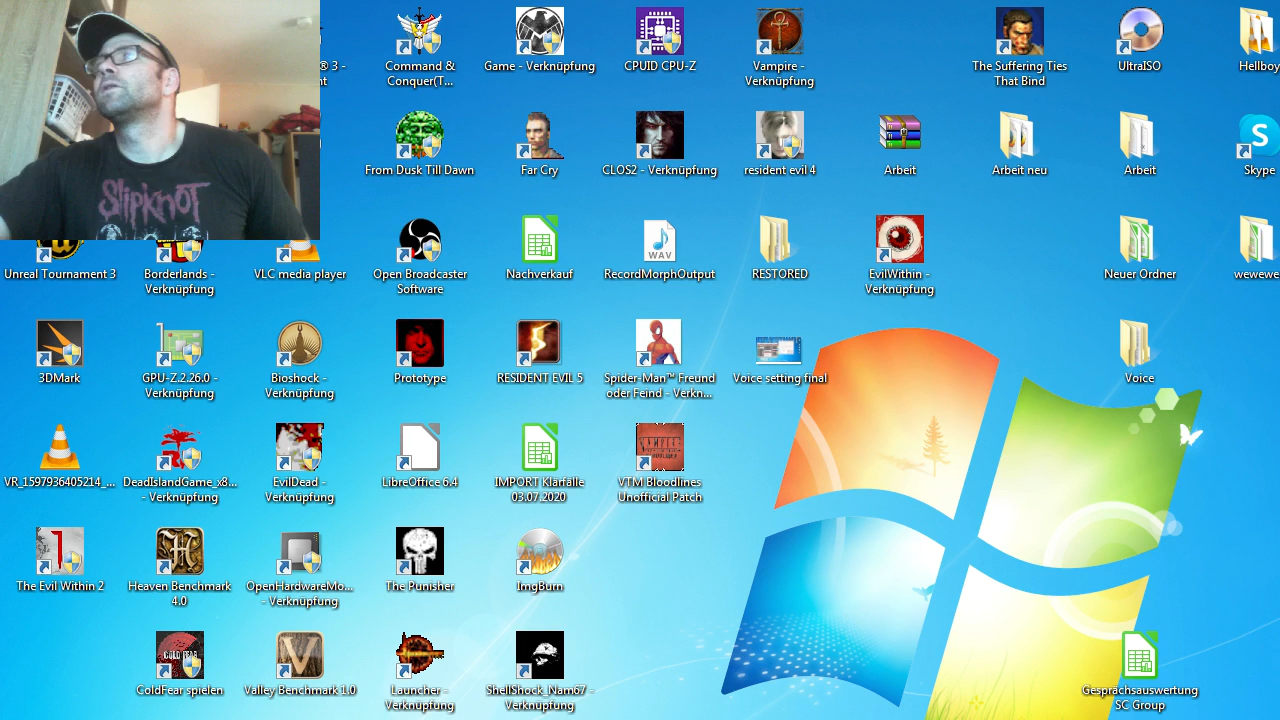 SLIPKNOT
® 3 -
nt
Command &
Conquer(T...
Game - Verknüpfung
CPUID CPU-Z
Vampire -
Verknüpfung
The Suffering Ties
That Bind
UltraISO
Hellboy
From Dusk Till Dawn
Far Cry
CLOS2 - Verknüpfung
resident evil 4
Arbeit
Arbeit neu
Arbeit
Skype
Unreal Tournament 3
Borderlands -
Verknüpfung
VLC media player
Open Broadcaster
Software
Nachverkauf
WAV
RecordMorphOutput
RESTORED
EvilWithin -
Verknüpfung
Neuer Ordner
wewewe
3DMark
GPU-Z.2.26.0 -
Verknüpfung
Bioshock -
Verknüpfung
Prototype
RESIDENT EVIL 5
Spider-Man™ Freund
oder Feind - Verkn...
Voice setting final
Voice
VR_1597936405214_...
DeadIslandGame_x8...
- Verknüpfung
EvilDead -
Verknüpfung
LibreOffice 6.4
IMPORT Klärfälle
03.07.2020
VAMPIRE
VTM Bloodlines
Unofficial Patch
The Evil Within 2
Heaven Benchmark
4.0
OpenHardwareMo...
- Verknüpfung
The Punisher
ImgBurn
COLD FEAR
ColdFear spielen
Valley Benchmark 1.0
Launcher -
Verknüpfung
ShellShock_Nam67 -
Verknüpfung
Gesprächsauswertung
SC Group